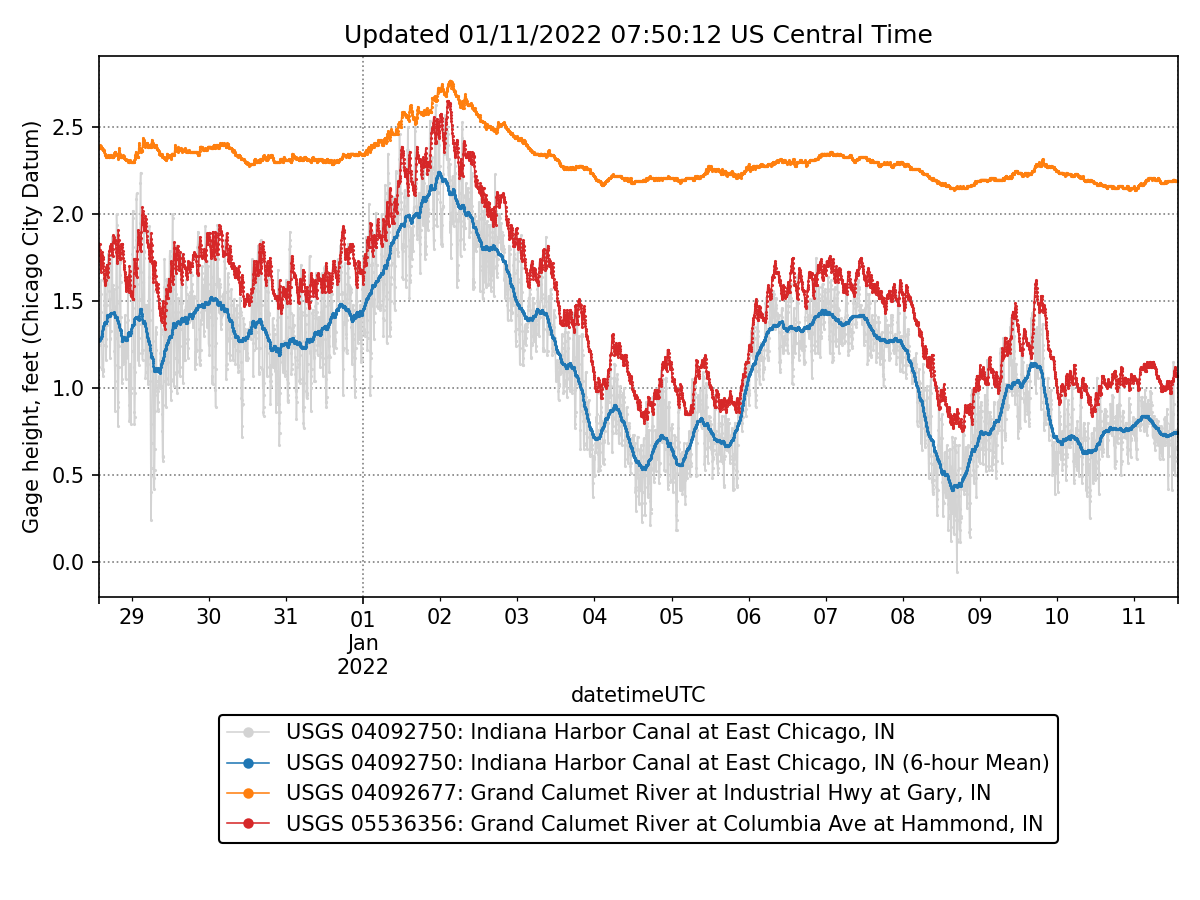 Updated 01/11/2022 07:50:12 US Central Time
Gage height, feet (Chicago City Datum)
2.5
2.0
1.5
1.0
0.5
0.0
29 30 31 01 02 03 04 05 06 07 08 09 10 11
Jan
2022
datetimeUTC
USGS 04092750: Indiana Harbor Canal at East Chicago, IN
USGS 04092750: Indiana Harbor Canal at East Chicago, IN (6-hour Mean)
USGS 04092677: Grand Calumet River at Industrial Hwy at Gary, IN
USGS 05536356: Grand Calumet River at Columbia Ave at Hammond, IN